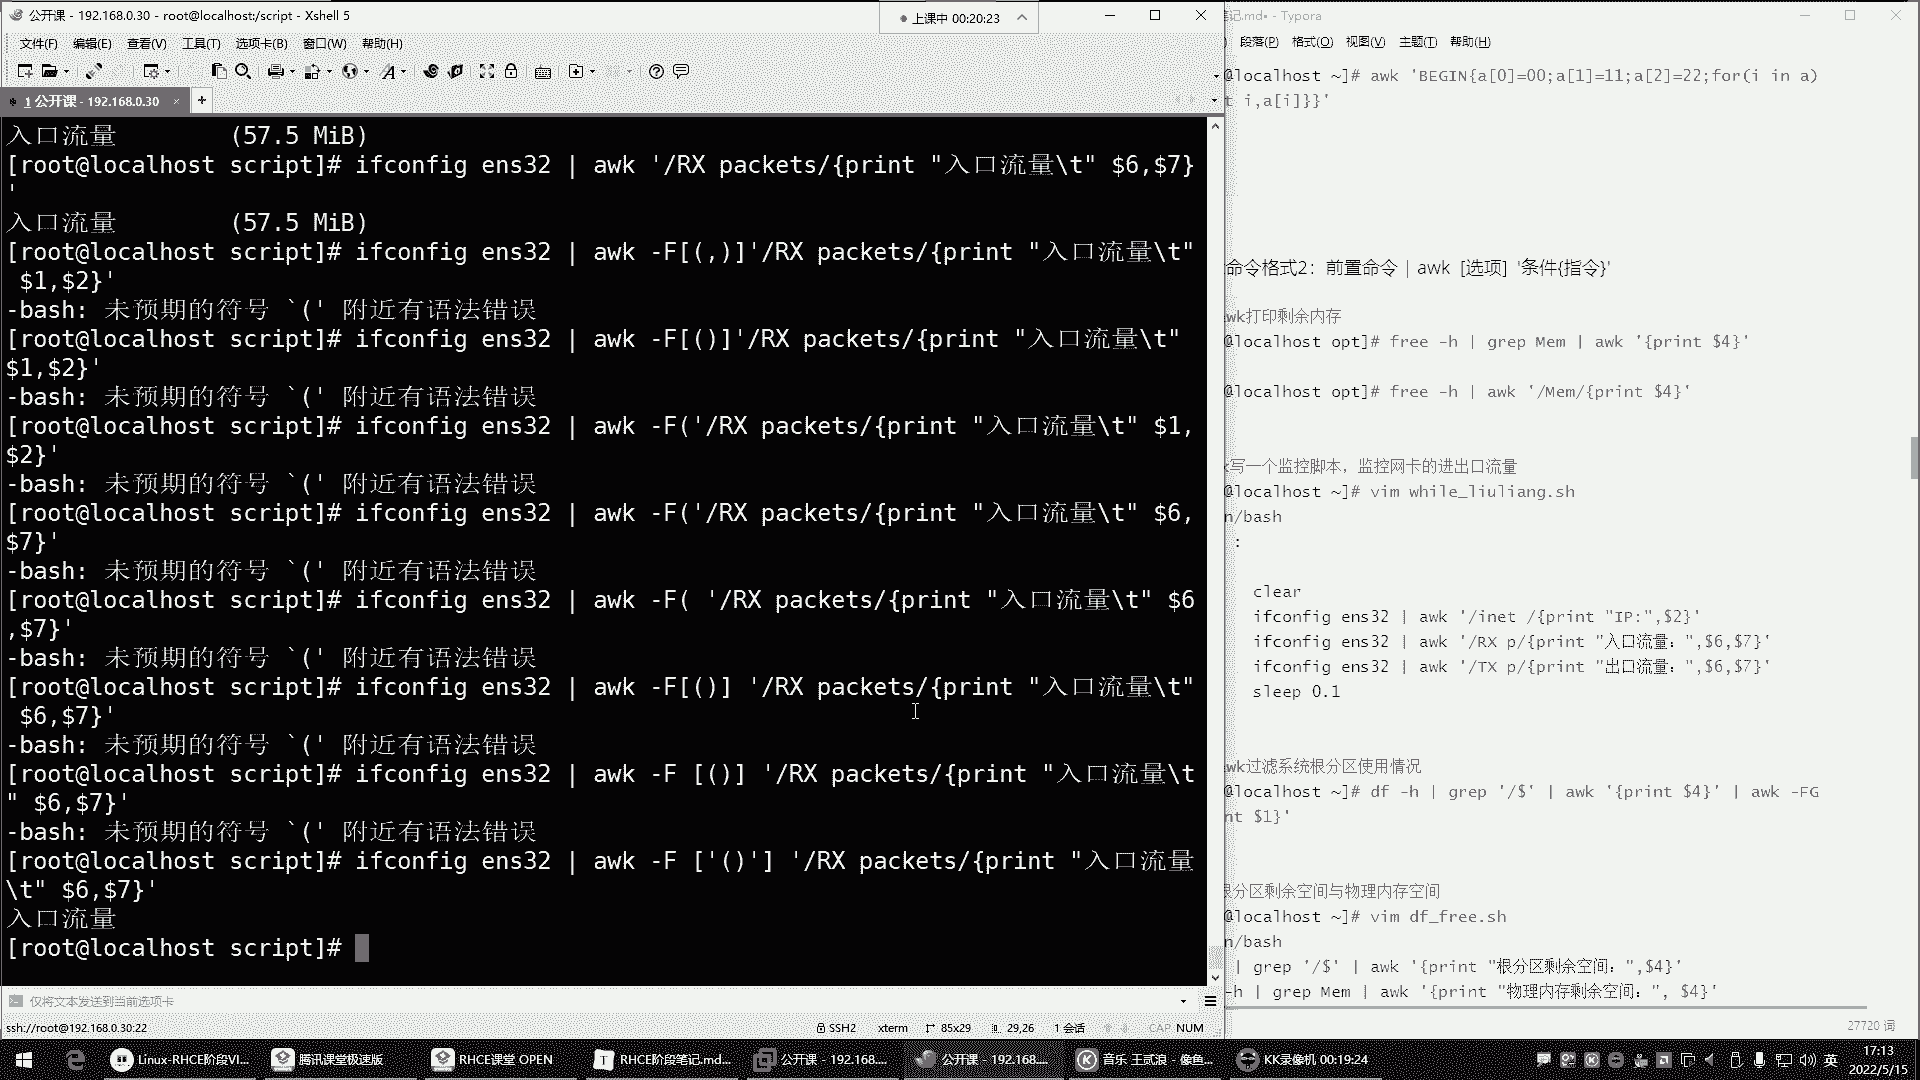 公开课 - 192.168.0.30 - root@localhost:/script - Xshell 5
上课中 00:20:23
笔记.md• - Typora
文件(F) 编辑(E) 查看(V) 工具(T) 选项卡(B) 窗口(W) 帮助(H)
段落(P) 格式(O) 视图(V) 主题(T) 帮助(H)
1 公开课 - 192.168.0.30
入口流量 (57.5 MiB)
[root@localhost script]# ifconfig ens32 | awk '/RX packets/{print "入口流量\t" $6,$7}
'
入口流量 (57.5 MiB)
[root@localhost script]# ifconfig ens32 | awk -F[(,)]'/RX packets/{print "入口流量\t"
$1,$2}'
-bash: 未预期的符号 `(' 附近有语法错误
[root@localhost script]# ifconfig ens32 | awk -F[()]'/RX packets/{print "入口流量\t"
$1,$2}'
-bash: 未预期的符号 `(' 附近有语法错误
[root@localhost script]# ifconfig ens32 | awk -F('/RX packets/{print "入口流量\t" $1,
$2}'
-bash: 未预期的符号 `(' 附近有语法错误
[root@localhost script]# ifconfig ens32 | awk -F('/RX packets/{print "入口流量\t" $6,
$7}'
-bash: 未预期的符号 `(' 附近有语法错误
[root@localhost script]# ifconfig ens32 | awk -F( '/RX packets/{print "入口流量\t" $6
,$7}'
-bash: 未预期的符号 `(' 附近有语法错误
[root@localhost script]# ifconfig ens32 | awk -F[()] '/RX packets/{print "入口流量\t"
$6,$7}'
-bash: 未预期的符号 `(' 附近有语法错误
[root@localhost script]# ifconfig ens32 | awk -F [()] '/RX packets/{print "入口流量\t
" $6,$7}'
-bash: 未预期的符号 `(' 附近有语法错误
[root@localhost script]# ifconfig ens32 | awk -F ['()'] '/RX packets/{print "入口流量
\t" $6,$7}'
入口流量
[root@localhost script]#
仅将文本发送到当前选项卡
ssh://root@192.168.0.30:22 SSH2 xterm 85x29 29,26 1 会话 CAP NUM
@localhost ~]# awk 'BEGIN{a[0]=00;a[1]=11;a[2]=22;for(i in a)
t i,a[i]}}'
命令格式2：前置命令 | awk [选项] '条件{指令}'
wk打印剩余内存
@localhost opt]# free -h | grep Mem | awk '{print $4}'
@localhost opt]# free -h | awk '/Mem/{print $4}'
k写一个监控脚本，监控网卡的进出口流量
@localhost ~]# vim while_liuliang.sh
n/bash
:
clear
ifconfig ens32 | awk '/inet /{print "IP:",$2}'
ifconfig ens32 | awk '/RX p/{print "入口流量：",$6,$7}'
ifconfig ens32 | awk '/TX p/{print "出口流量：",$6,$7}'
sleep 0.1
wk过滤系统根分区使用情况
@localhost ~]# df -h | grep '/$' | awk '{print $4}' | awk -FG
nt $1}'
根分区剩余空间与物理内存空间
@localhost ~]# vim df_free.sh
n/bash
| grep '/$' | awk '{print "根分区剩余空间：",$4}'
-h | grep Mem | awk '{print "物理内存剩余空间：", $4}'
27720 词
Linux-RHCE阶段VI...
腾讯课堂极速版
RHCE课堂 OPEN
RHCE阶段笔记.md...
公开课 - 192.168....
公开课 - 192.168....
音乐 王贰浪 - 像鱼...
KK录像机 00:19:24
英
17:13
2022/5/15